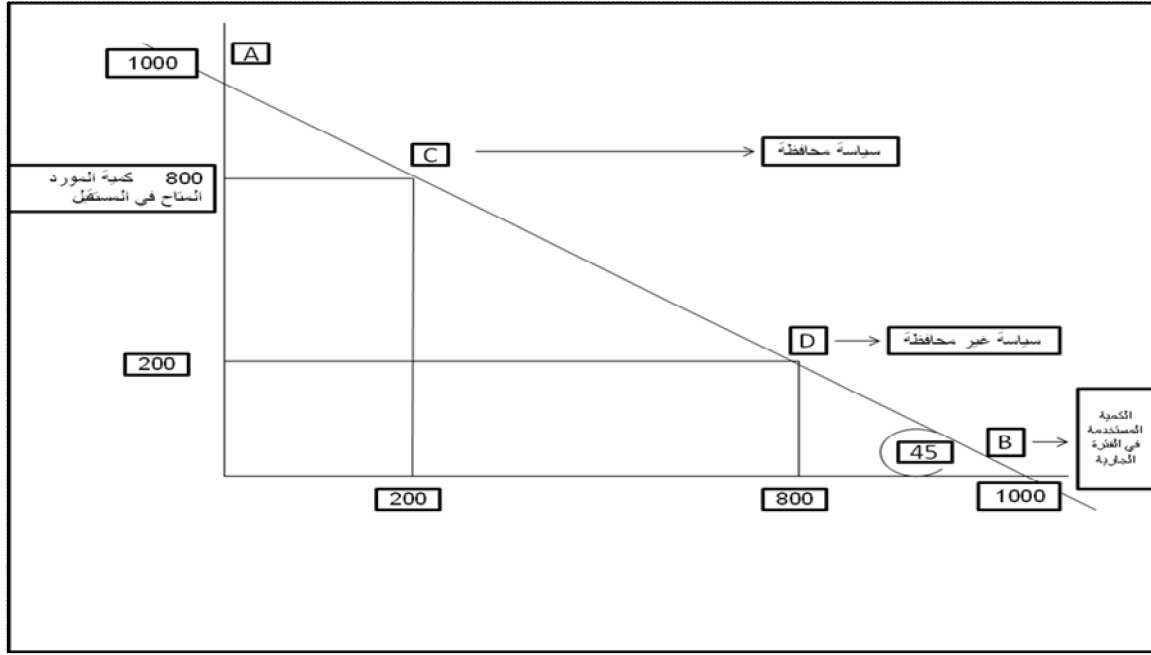 A
1000
C
سياسة محافظة
800 كمية المورد
المتاح في المستقبل
D
سياسة غير محافظة
200
B
الكمية
المستخدمة
في الفترة
الجارية
45
200
800
1000